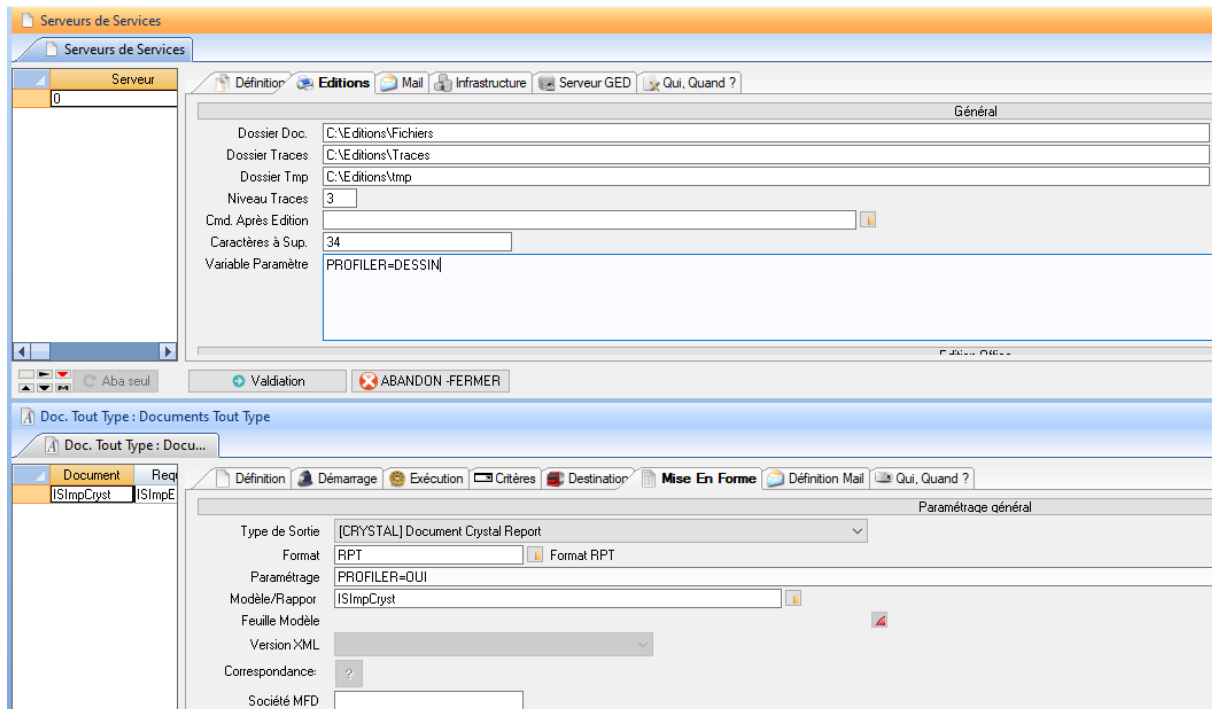 Serveurs de Services
Serveurs de Services
Serveur
0
Définition Editions Mail Infrastructure Serveur GED Qui, Quand ?
Général
Dossier Doc. C:\Editions\Fichiers
Dossier Traces C:\Editions\Traces
Dossier Tmp C:\Editions\tmp
Niveau Traces 3
Cmd. Après Edition
Caractères à Sup. 34
Variable Paramètre PROFILER=DESSIN
Edition Office
Aba seul Valdiation ABANDON -FERMER
Doc. Tout Type : Documents Tout Type
Doc. Tout Type : Docu...
Document Requ
ISImpCryst ISImpE
Définition Démarrage Exécution Critères Destination Mise En Forme Définition Mail Qui, Quand ?
Paramétrage général
Type de Sortie [CRYSTAL] Document Crystal Report
Format RPT Format RPT
Paramétrage PROFILER=OUI
Modèle/Rappor ISImpCryst
Feuille Modèle
Version XML
Correspondance: ?
Société MFD